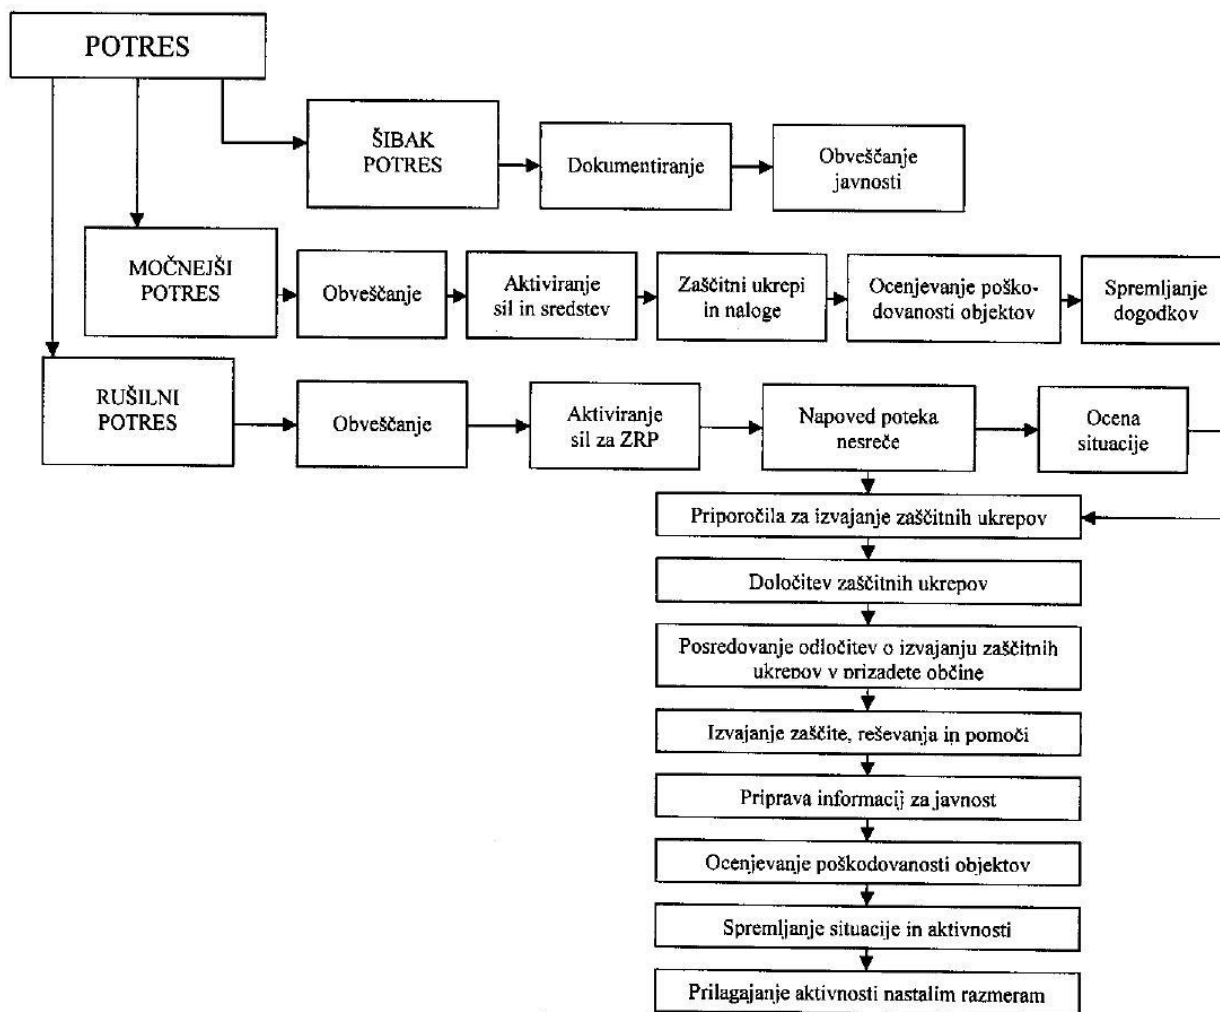 POTRES
ŠIBAK
POTRES
Dokumentiranje
Obveščanje
javnosti
MOČNEJŠI
POTRES
Obveščanje
Aktiviranje
sil in sredstev
Zaščitni ukrepi
in naloge
Ocenjevanje poško-
dovanosti objektov
Spremljanje
dogodkov
RUŠILNI
POTRES
Obveščanje
Aktiviranje
sil za ZRP
Napoved poteka
nesreče
Ocena
situacije
Priporočila za izvajanje zaščitnih ukrepov
Določitev zaščitnih ukrepov
Posredovanje odločitev o izvajanju zaščitnih
ukrepov v prizadete občine
Izvajanje zaščite, reševanja in pomoči
Priprava informacij za javnost
Ocenjevanje poškodovanosti objektov
Spremljanje situacije in aktivnosti
Prilagajanje aktivnosti nastalim razmeram